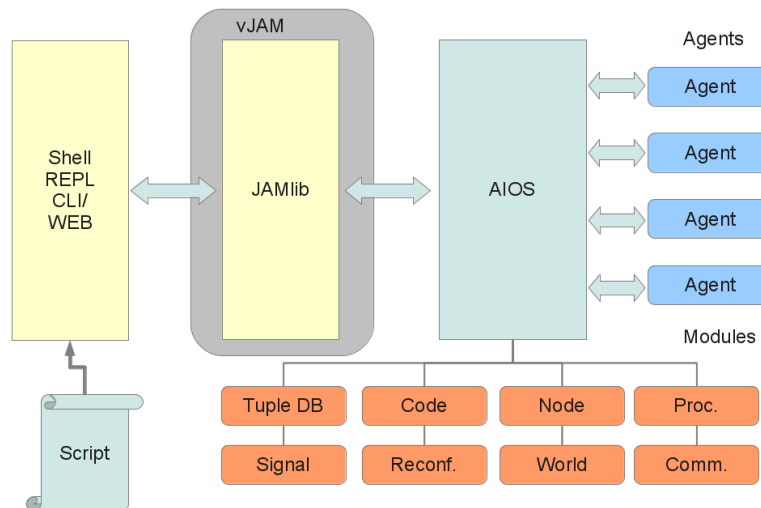 vJAM
Agents
Shell
REPL
CLI/
WEB
JAMlib
AIOS
Agent
Agent
Agent
Agent
Modules
Tuple DB
Code
Node
Proc.
Script
Signal
Reconf.
World
Comm.